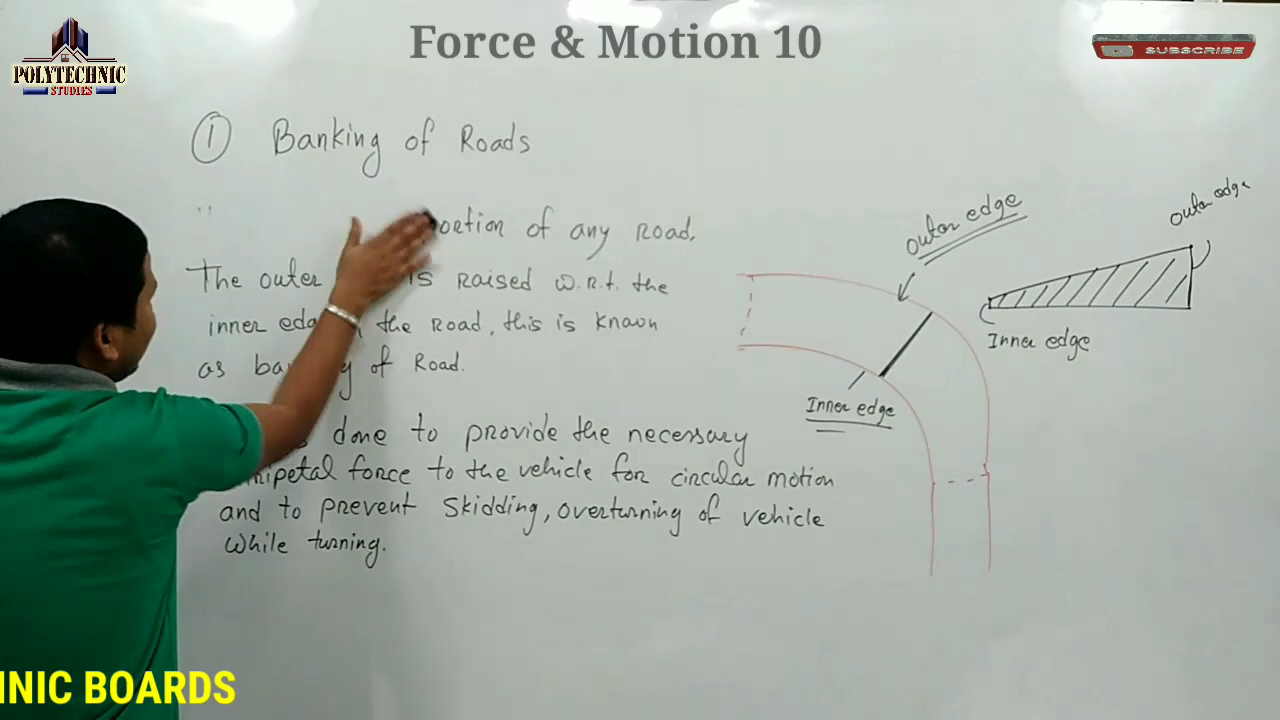 Force & Motion 10
POLYTECHNIC
STUDIES
SUBSCRIBE
1 Banking of Roads
ortion of any road.
The outer is raised w.r.t. the
inner ed the road, this is known
as ba y of Road.
done to provide the necessary
ripetal force to the vehicle for circular motion
and to prevent skidding, overturning of vehicle
while turning.
outer edge
Inner edge
outer edge
Inner edge
INIC BOARDS